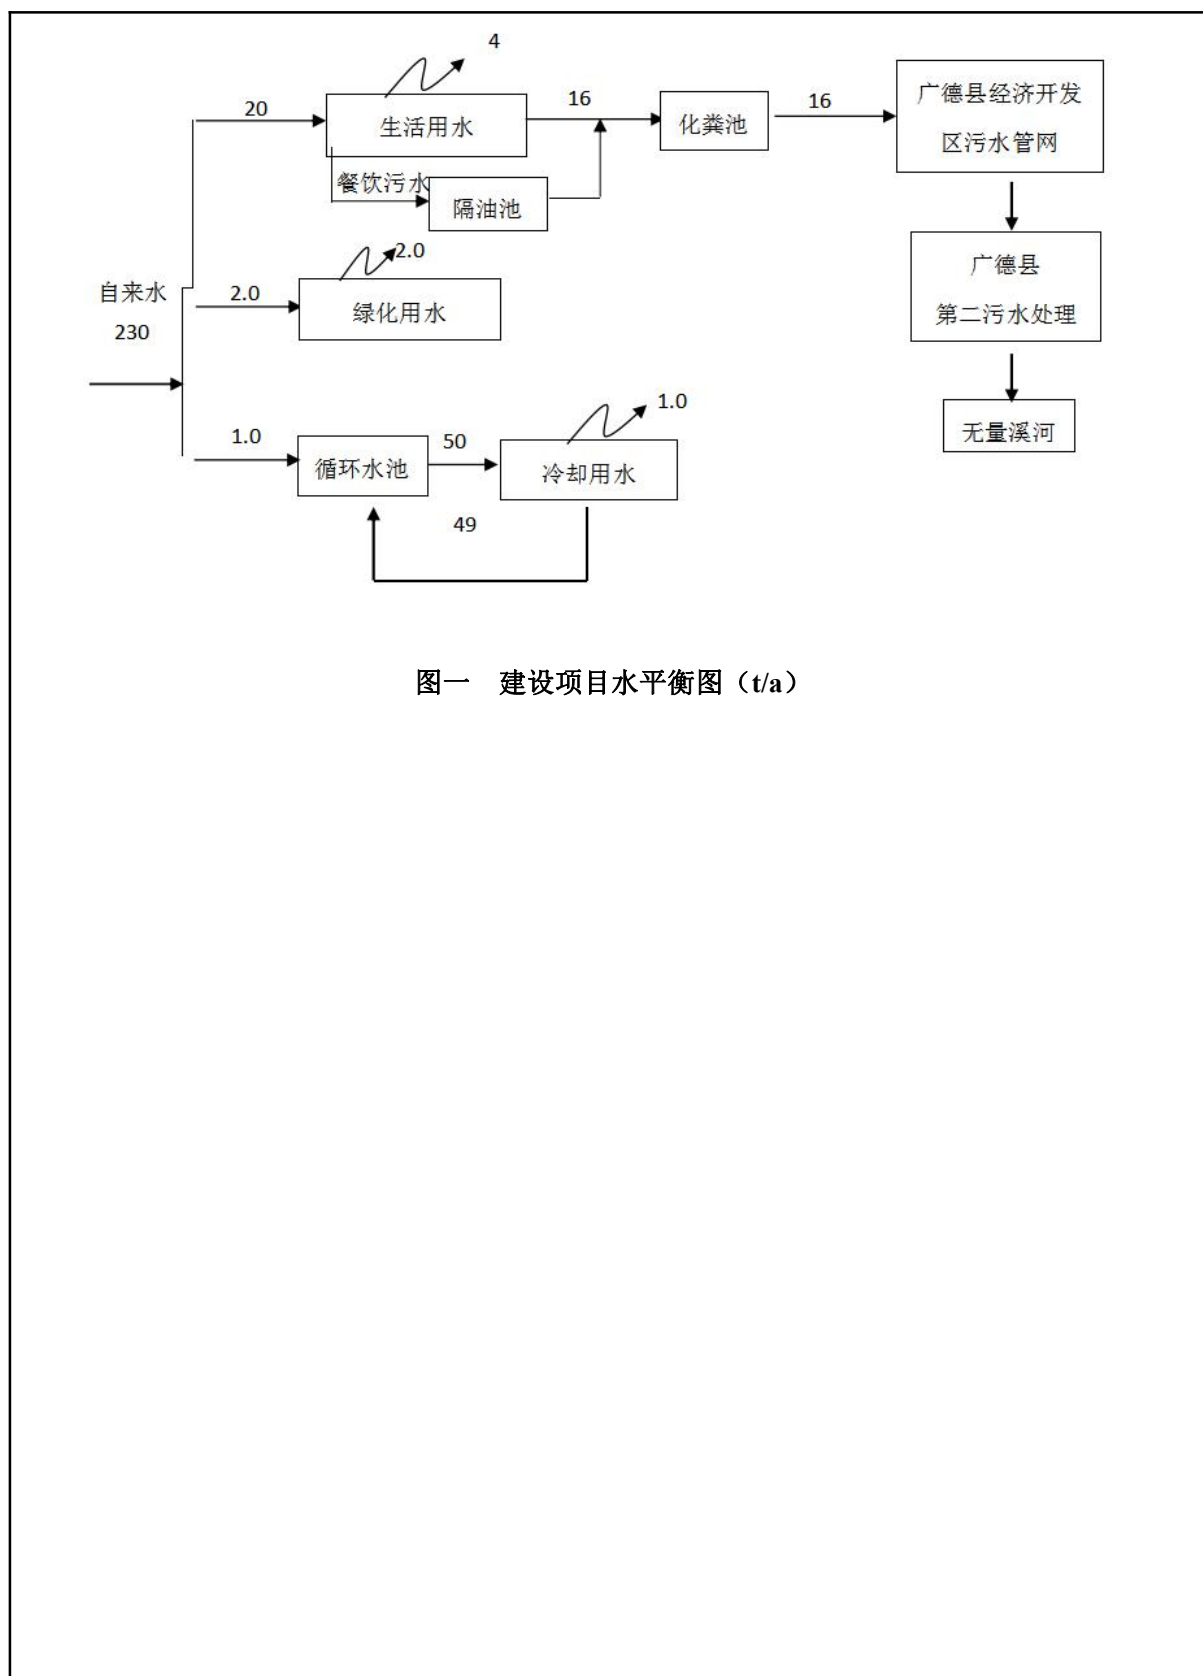 4
20
生活用水
16
化粪池
16
广德县经济开发
区污水管网
餐饮污水
隔油池
2.0
自来水
230
2.0
绿化用水
广德县
第二污水处理
1.0
1.0
循环水池
50
冷却用水
无量溪河
49
图一 建设项目水平衡图（t/a）